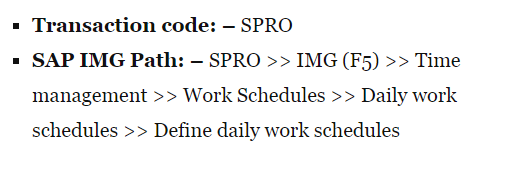 ▪ Transaction code: – SPRO
▪ SAP IMG Path: – SPRO >> IMG (F5) >> Time
management >> Work Schedules >> Daily work
schedules >> Define daily work schedules